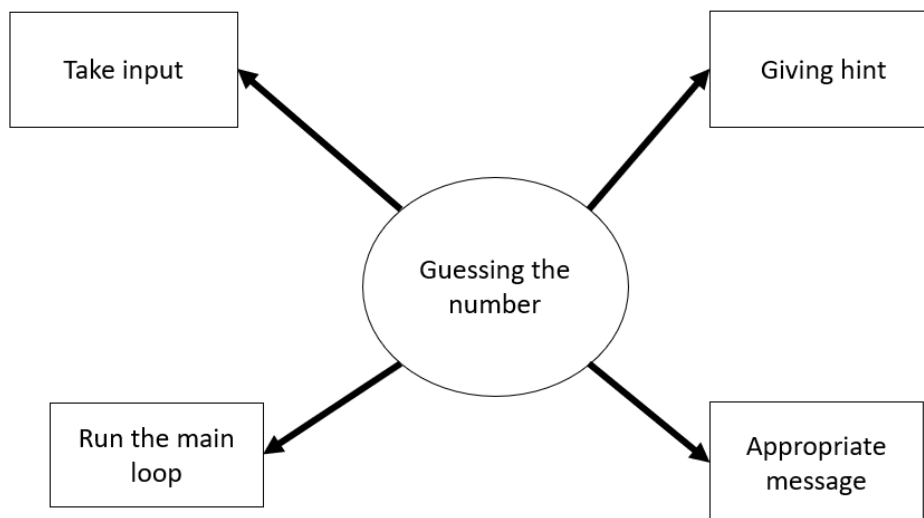 Take input
Giving hint
Guessing the
number
Run the main
loop
Appropriate
message